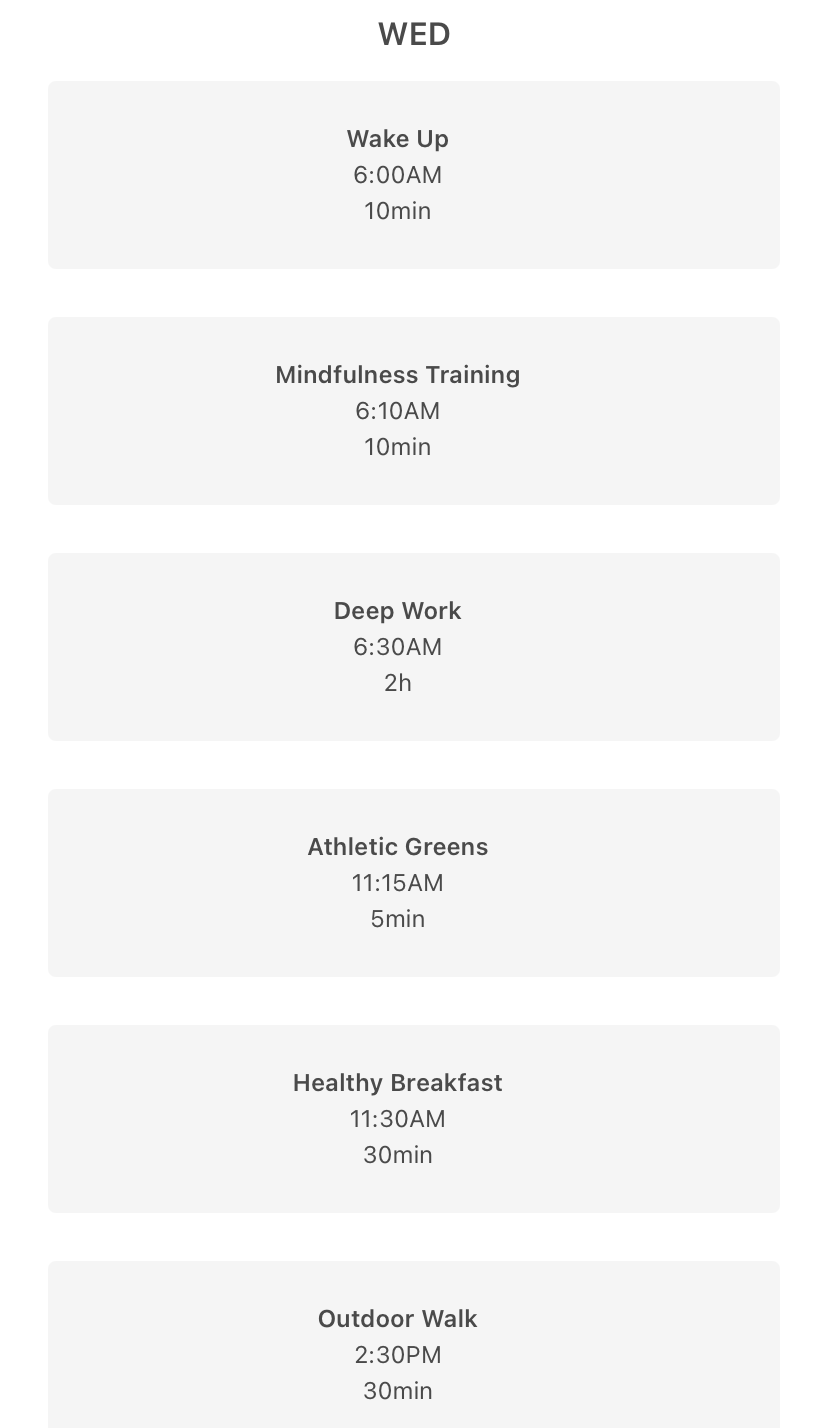 WED
Wake Up
6:00AM
10min
Mindfulness Training
6:10AM
10min
Deep Work
6:30AM
2h
Athletic Greens
11:15AM
5min
Healthy Breakfast
11:30AM
30min
Outdoor Walk
2:30PM
30min